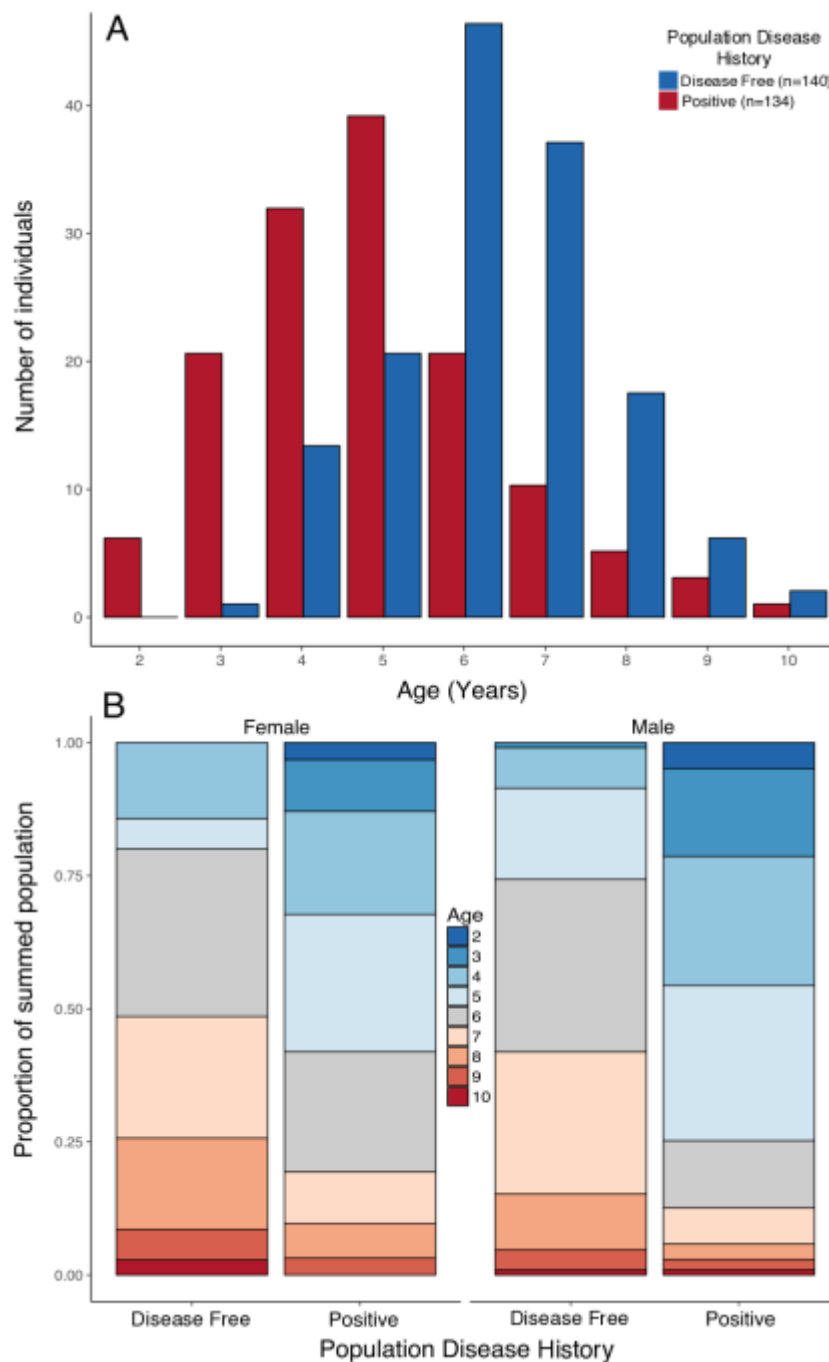 A
Population Disease
History
Disease Free (n=140)
Positive (n=134)
Number of individuals
40
30
20
10
0
2 3 4 5 6 7 8 9 10
Age (Years)
B
Female Male
Proportion of summed population
1.00
0.75
0.50
0.25
0.00
Age
2
3
4
5
6
7
8
9
10
Disease Free Positive Disease Free Positive
Population Disease History